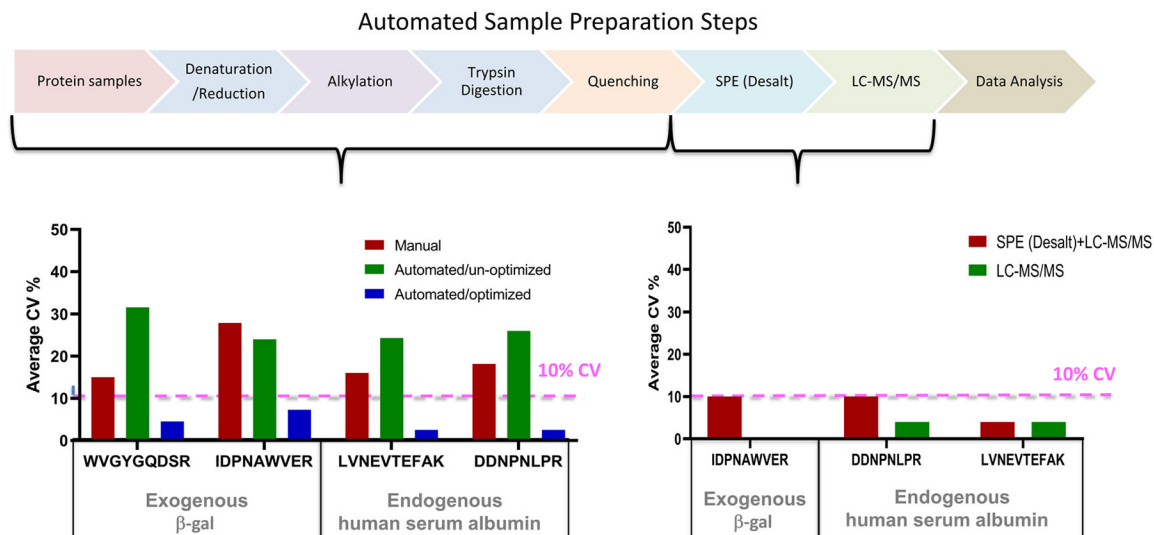 Automated Sample Preparation Steps
Protein samples
Denaturation
/Reduction
Alkylation
Trypsin
Digestion
Quenching
SPE (Desalt)
LC-MS/MS
Data Analysis
Average CV %
50
40
30
20
10
0
Manual
Automated/un-optimized
Automated/optimized
10% CV
WVGYGQDSR
IDPNAWVER
LVNEVTEFAK
DDNPNLPR
Exogenous
β-gal
Endogenous
human serum albumin
Average CV %
50
40
30
20
10
0
SPE (Desalt)+LC-MS/MS
LC-MS/MS
10% CV
IDPNAWVER
DDNPNLPR
LVNEVTEFAK
Exogenous
β-gal
Endogenous
human serum albumin